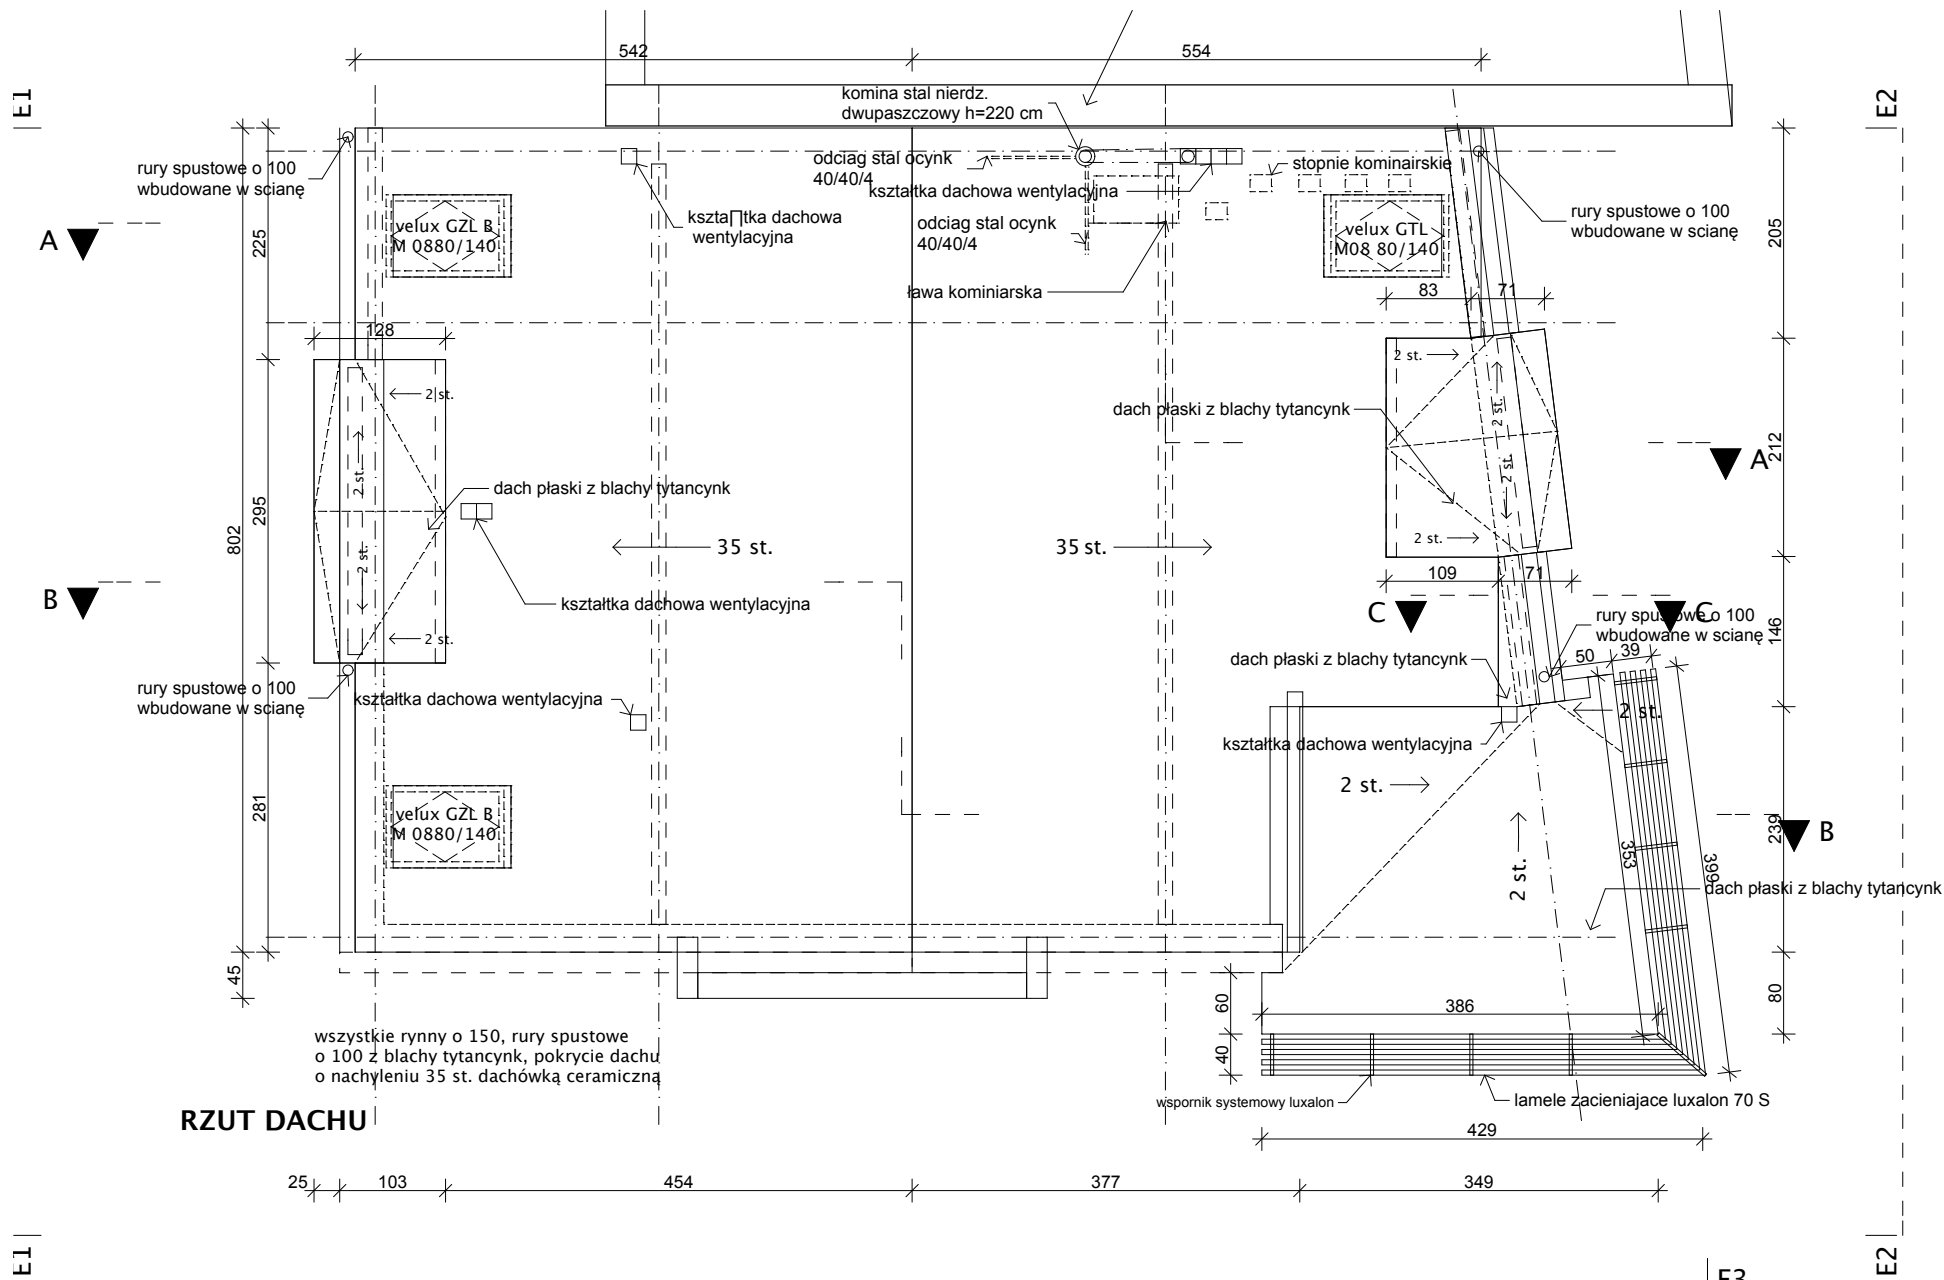 542
554
E1
E2
komina stal nierdz.
dwupaszczowy h=220 cm
rury spustowe o 100
wbudowane w scianę
odciag stal ocynk
40/40/4
kształtka dachowa wentylacyjna
stopnie kominairskie
kszta∏tka dachowa
wentylacyjna
odciag stal ocynk
40/40/4
rury spustowe o 100
wbudowane w scianę
velux GZL B
M 0880/140
velux GTL
M08 80/140
A
225
205
ława kominiarska
83
71
128
2 st.
2 st.
dach płaski z blachy tytancynk
2 st.
212
A
2 st.
2 st.
dach płaski z blachy tytancynk
295
802
35 st.
35 st.
2 st.
2 st.
109
71
B
kształtka dachowa wentylacyjna
C
C
rury spustowe o 100
wbudowane w scianę
146
2 st.
50
39
dach płaski z blachy tytancynk
rury spustowe o 100
wbudowane w scianę
kształtka dachowa wentylacyjna
2 st.
kształtka dachowa wentylacyjna
2 st.
velux GZL B
M 0880/140
281
239
B
353
399
2 st.
dach płaski z blachy tytancynk
45
60
386
80
wszystkie rynny o 150, rury spustowe
o 100 z blachy tytancynk, pokrycie dachu
o nachyleniu 35 st. dachówką ceramiczną
40
wspornik systemowy luxalon
lamele zacieniajace luxalon 70 S
RZUT DACHU
429
25
103
454
377
349
E1
E2
E3